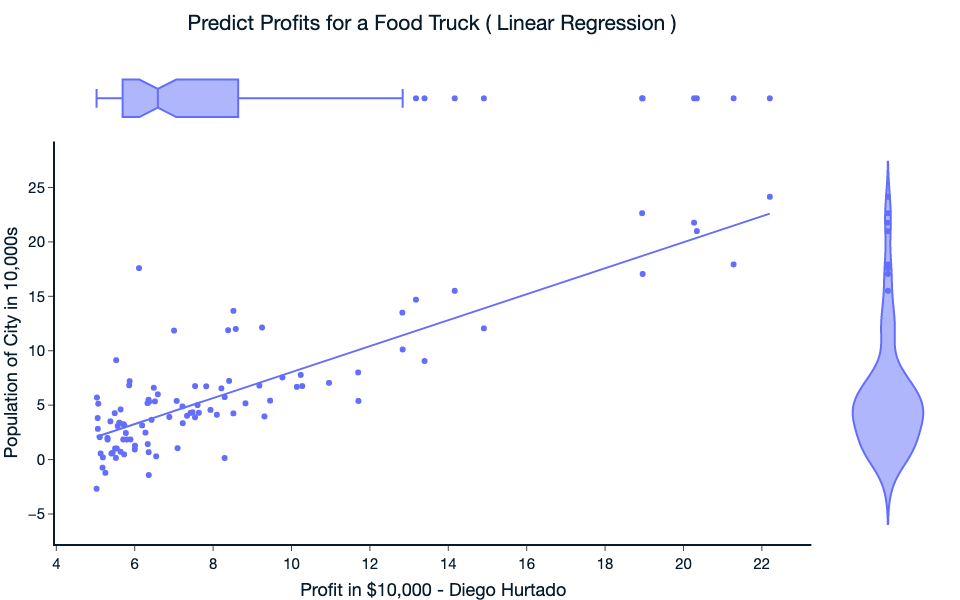 Predict Profits for a Food Truck ( Linear Regression )
Population of City in 10,000s
25
20
15
10
5
0
−5
4 6 8 10 12 14 16 18 20 22
Profit in $10,000 - Diego Hurtado